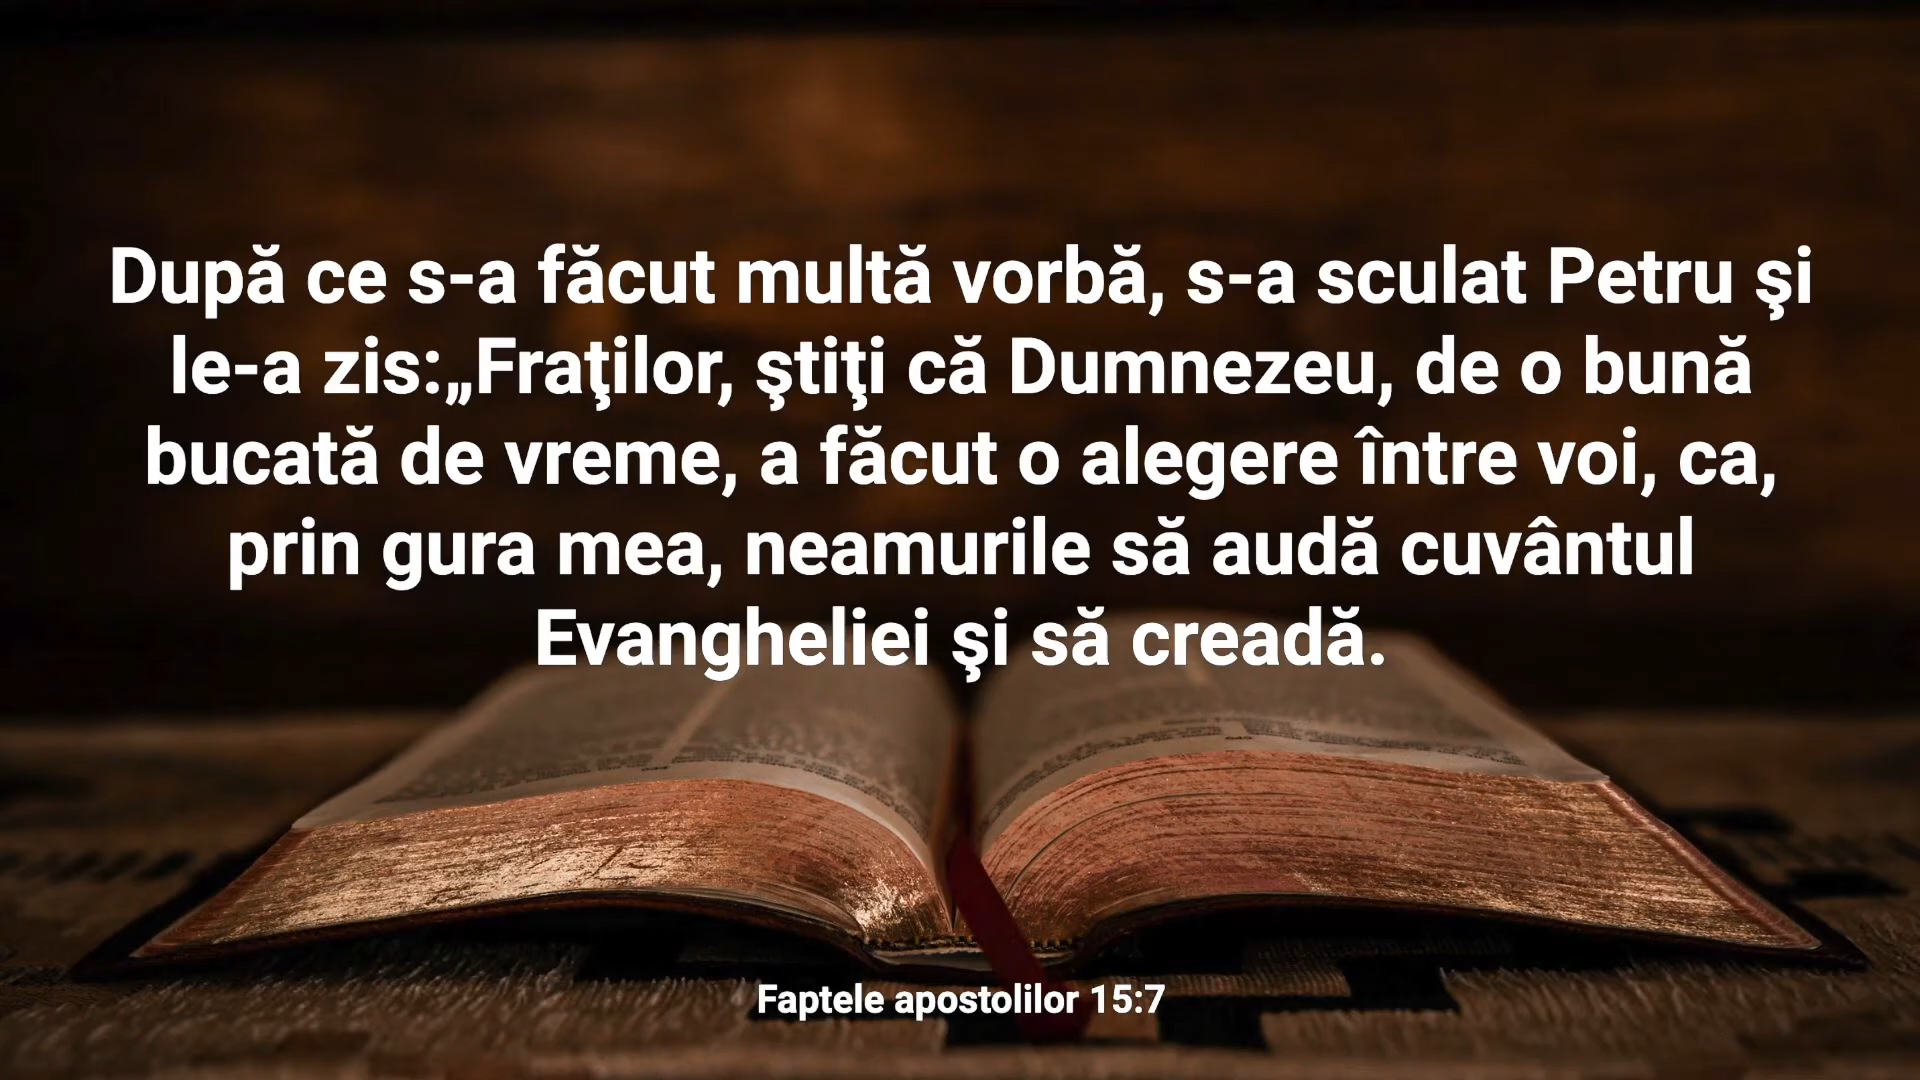 După ce s-a făcut multă vorbă, s-a sculat Petru şi
le-a zis:„Fraţilor, ştiţi că Dumnezeu, de o bună
bucată de vreme, a făcut o alegere între voi, ca,
prin gura mea, neamurile să audă cuvântul
Evangheliei şi să creadă.
Faptele apostolilor 15:7